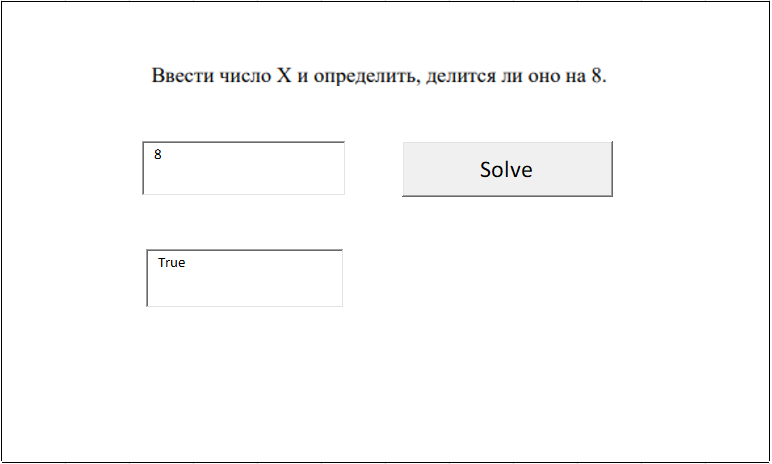 Ввести число X и определить, делится ли оно на 8.
8
Solve
True